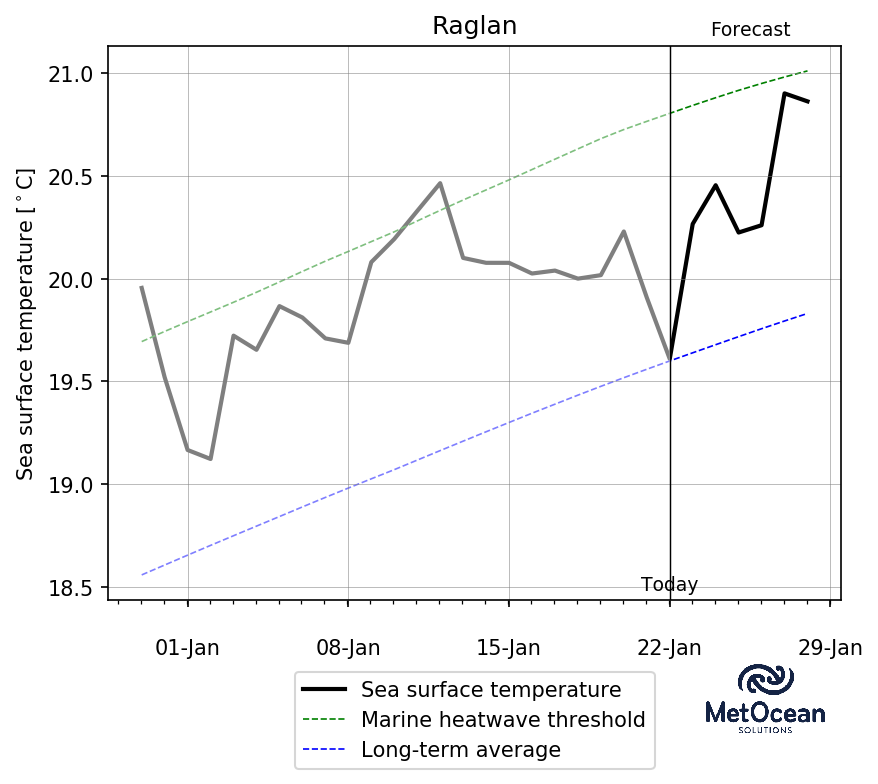 Raglan
Forecast
Sea surface temperature [°C]
21.0
20.5
20.0
19.5
19.0
18.5
Today
01-Jan
08-Jan
15-Jan
22-Jan
29-Jan
Sea surface temperature
Marine heatwave threshold
Long-term average
MetOcean
SOLUTIONS